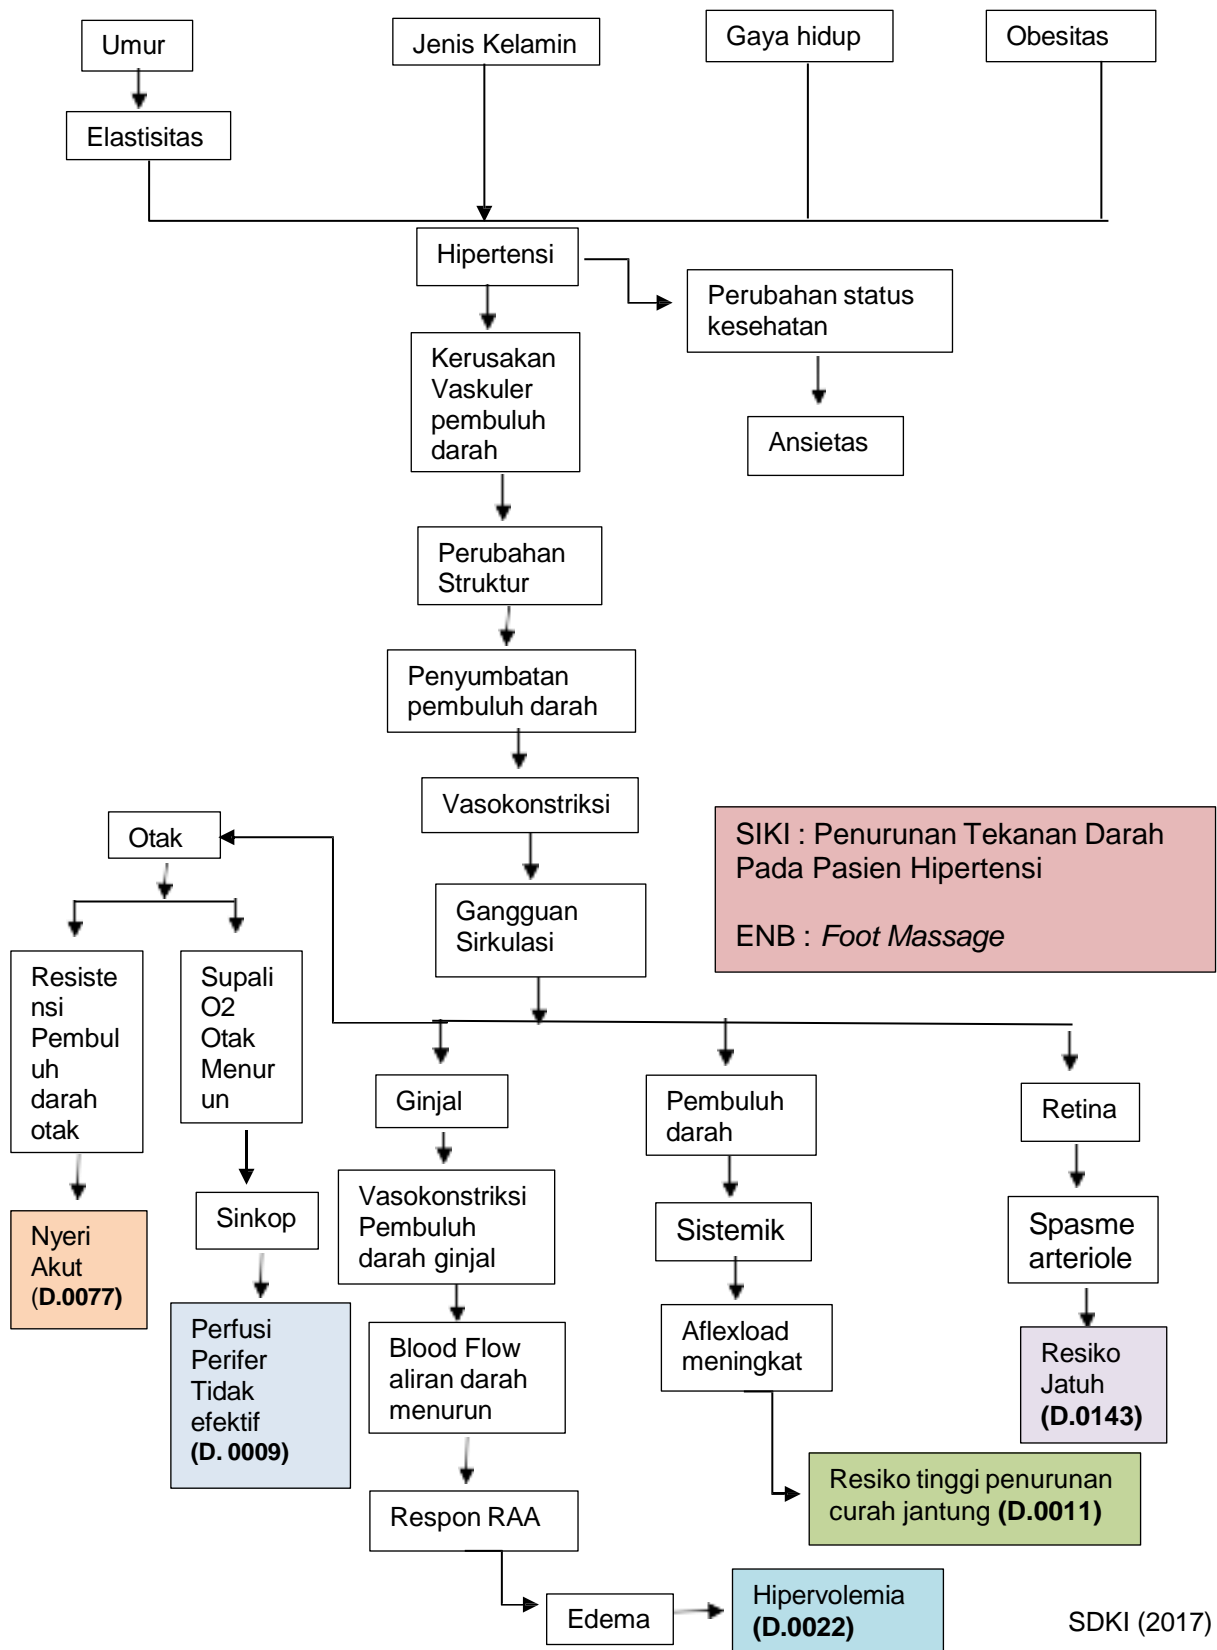 Umur
Jenis Kelamin
Gaya hidup
Obesitas
Elastisitas
Hipertensi
Perubahan status
kesehatan
Kerusakan
Vaskuler
pembuluh
darah
Ansietas
Perubahan
Struktur
Penyumbatan
pembuluh darah
Vasokonstriksi
SIKI : Penurunan Tekanan Darah
Pada Pasien Hipertensi
ENB : Foot Massage
Otak
Gangguan
Sirkulasi
Resiste
nsi
Pembul
uh
darah
otak
Supali
O2
Otak
Menur
un
Ginjal
Pembuluh
darah
Retina
Vasokonstriksi
Pembuluh
darah ginjal
Sinkop
Sistemik
Spasme
arteriole
Nyeri
Akut
(D.0077)
Perfusi
Perifer
Tidak
efektif
(D. 0009)
Blood Flow
aliran darah
menurun
Aflexload
meningkat
Resiko
Jatuh
(D.0143)
Resiko tinggi penurunan
curah jantung (D.0011)
Respon RAA
Edema
Hipervolemia
(D.0022)
SDKI (2017)